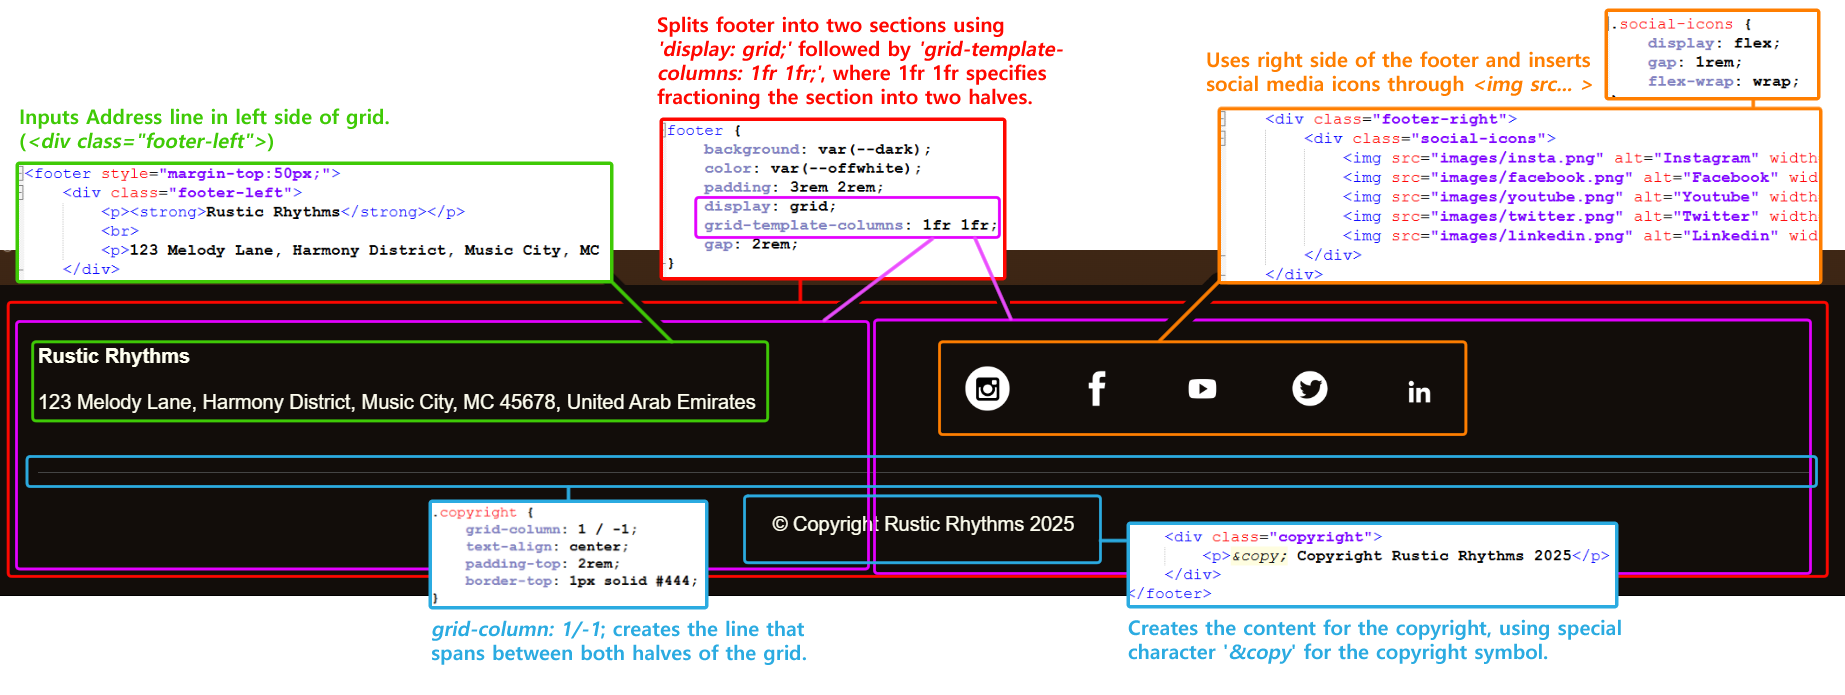 Splits footer into two sections using
'display: grid;' followed by 'grid-template-
columns: 1fr 1fr;', where 1fr 1fr specifies
fractioning the section into two halves.
Uses right side of the footer and inserts
social media icons through <img src... >
.social-icons {
display: flex;
gap: 1rem;
flex-wrap: wrap;
Inputs Address line in left side of grid.
(<div class="footer-left">)
<footer style="margin-top:50px;">
<div class="footer-left">
<p><strong>Rustic Rhythms</strong></p>
<br>
<p>123 Melody Lane, Harmony District, Music City, MC
</div>
footer {
background: var(--dark);
color: var(--offwhite);
padding: 3rem 2rem;
display: grid;
grid-template-columns: 1fr 1fr;
gap: 2rem;
}
<div class="footer-right">
<div class="social-icons">
<img src="images/insta.png" alt="Instagram" width
<img src="images/facebook.png" alt="Facebook" wid
<img src="images/youtube.png" alt="Youtube" width
<img src="images/twitter.png" alt="Twitter" width
<img src="images/linkedin.png" alt="Linkedin" wid
</div>
</div>
Rustic Rhythms
123 Melody Lane, Harmony District, Music City, MC 45678, United Arab Emirates
© Copyright Rustic Rhythms 2025
.copyright {
grid-column: 1 / -1;
text-align: center;
padding-top: 2rem;
border-top: 1px solid #444;
}
<div class="copyright">
<p>&copy; Copyright Rustic Rhythms 2025</p>
</div>
</footer>
grid-column: 1/-1; creates the line that
spans between both halves of the grid.
Creates the content for the copyright, using special
character '&copy' for the copyright symbol.